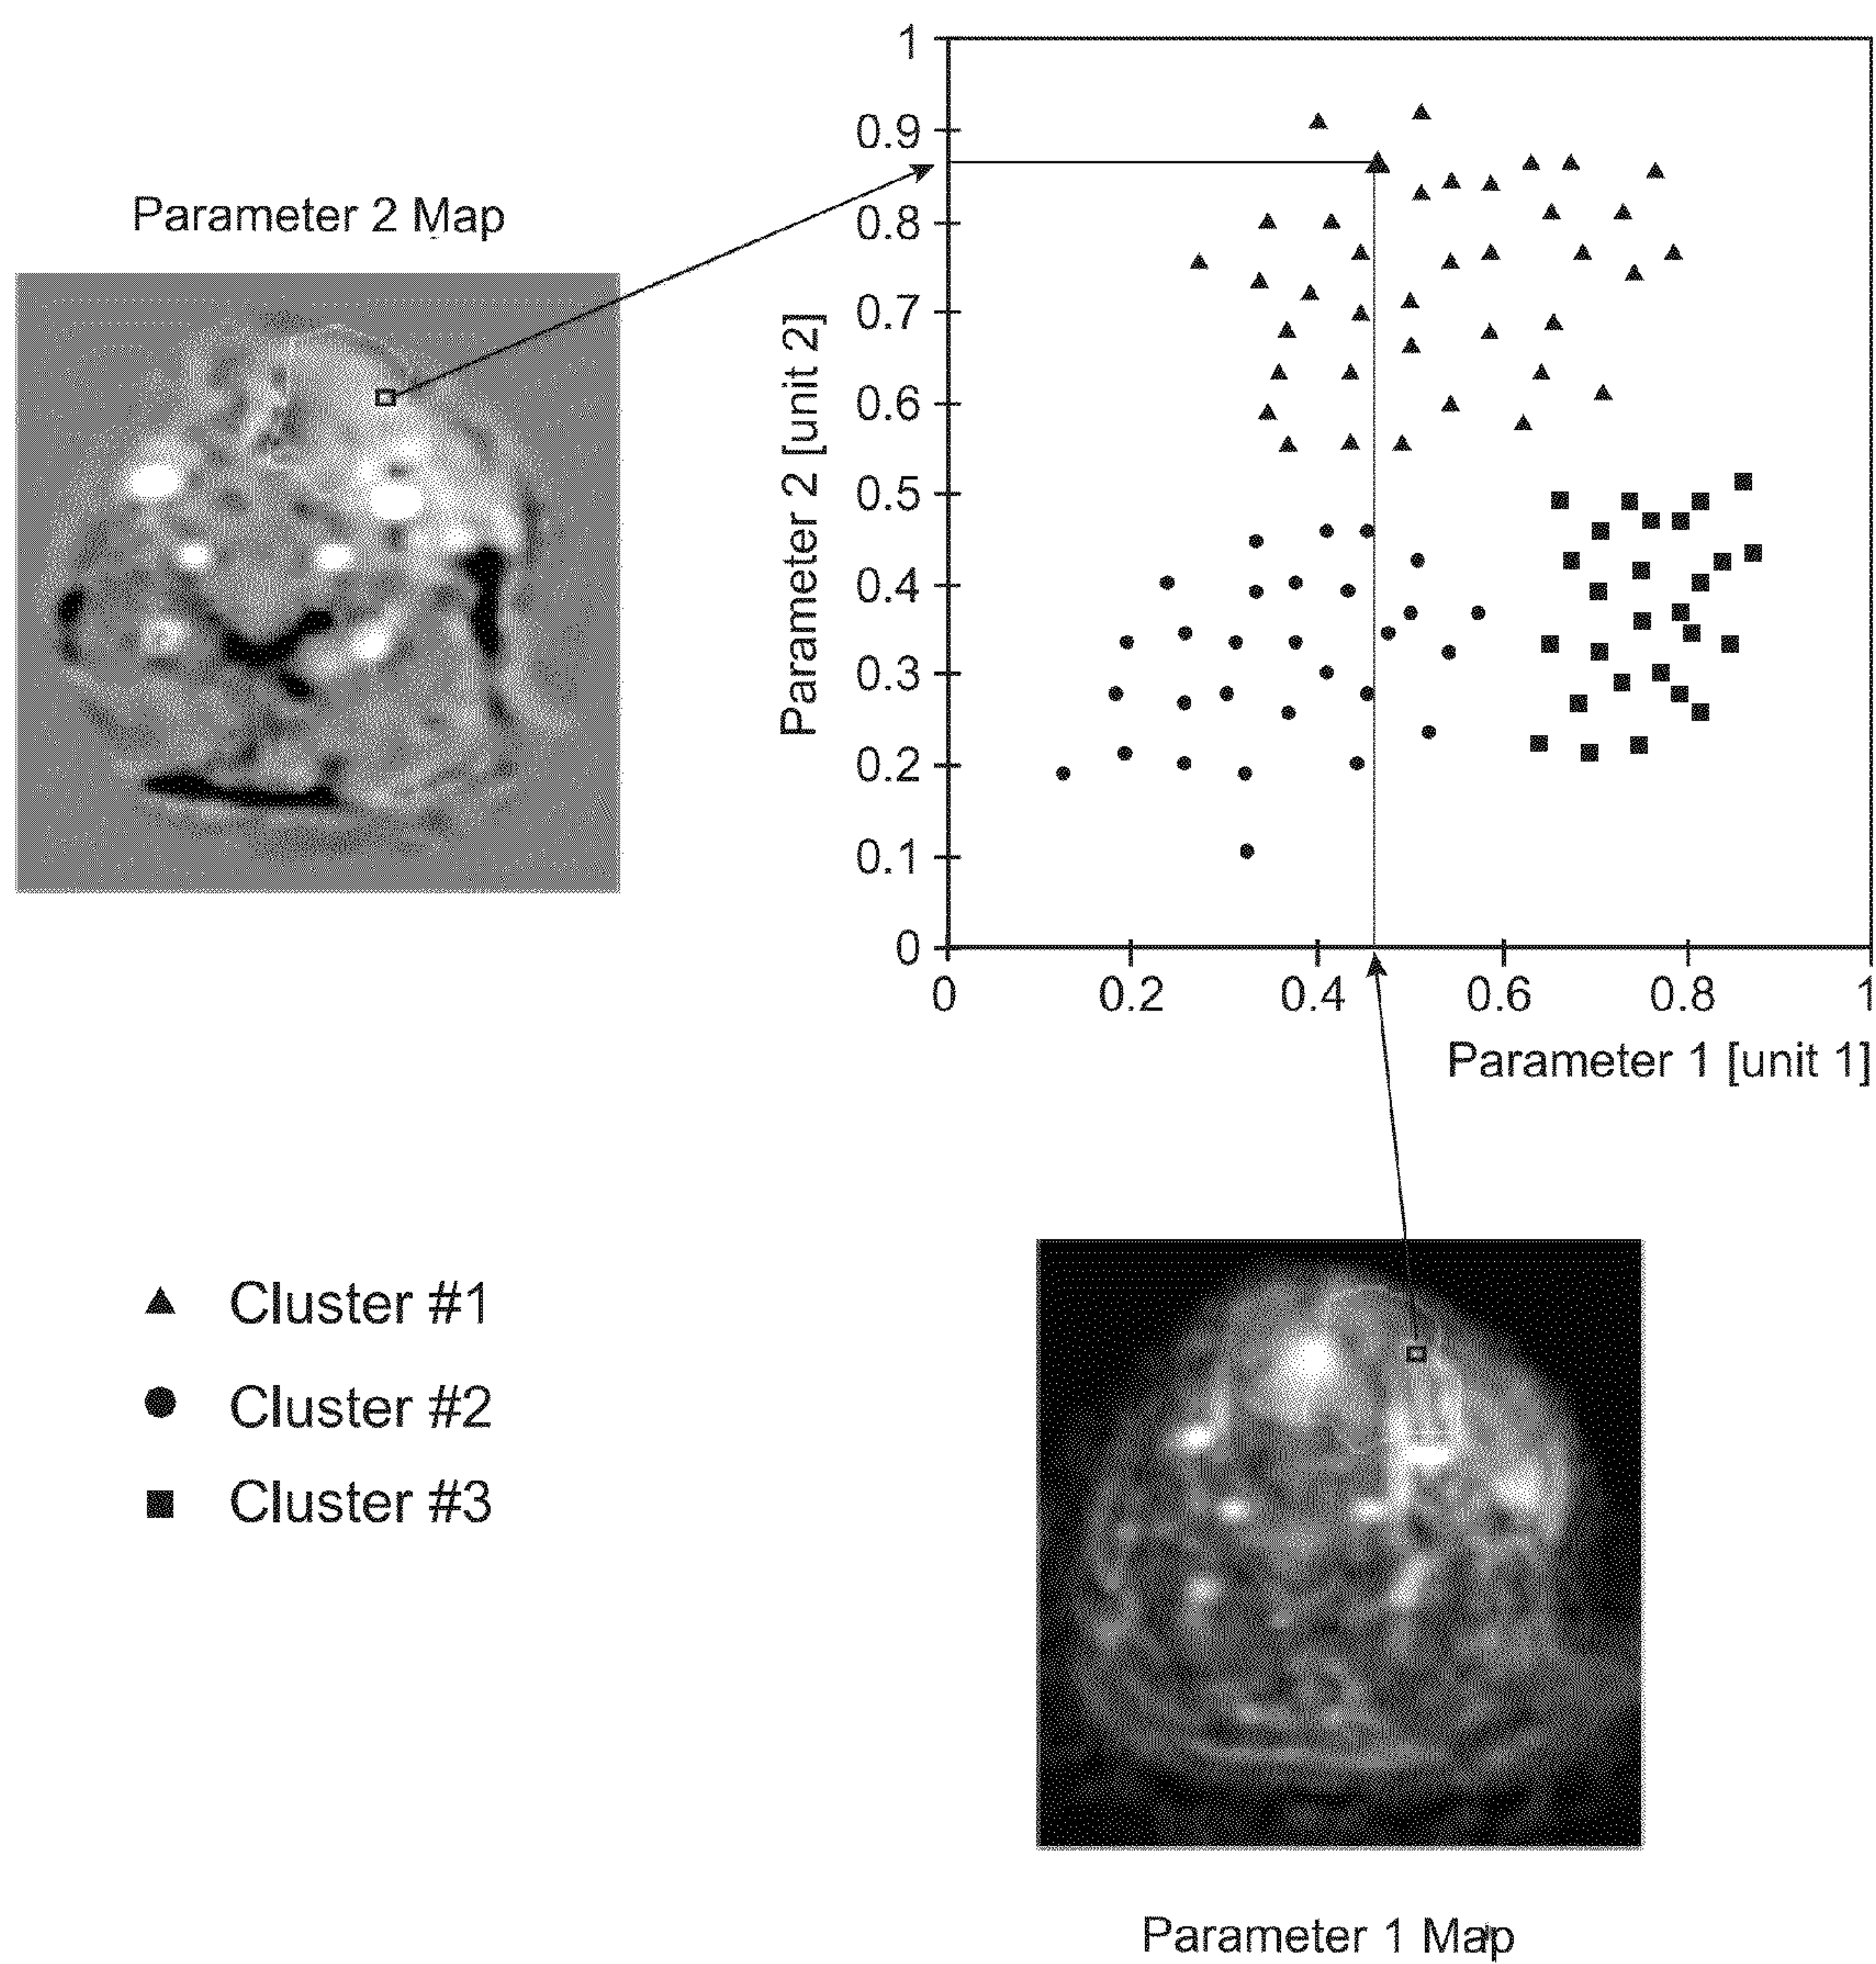 Parameter 2 Map
Parameter 2 [unit 2]
1
0.9
0.8
0.7
0.6
0.5
0.4
0.3
0.2
0.1
0
0 0.2 0.4 0.6 0.8 1
Parameter 1 [unit 1]
Cluster #1
Cluster #2
Cluster #3
Parameter 1 Map